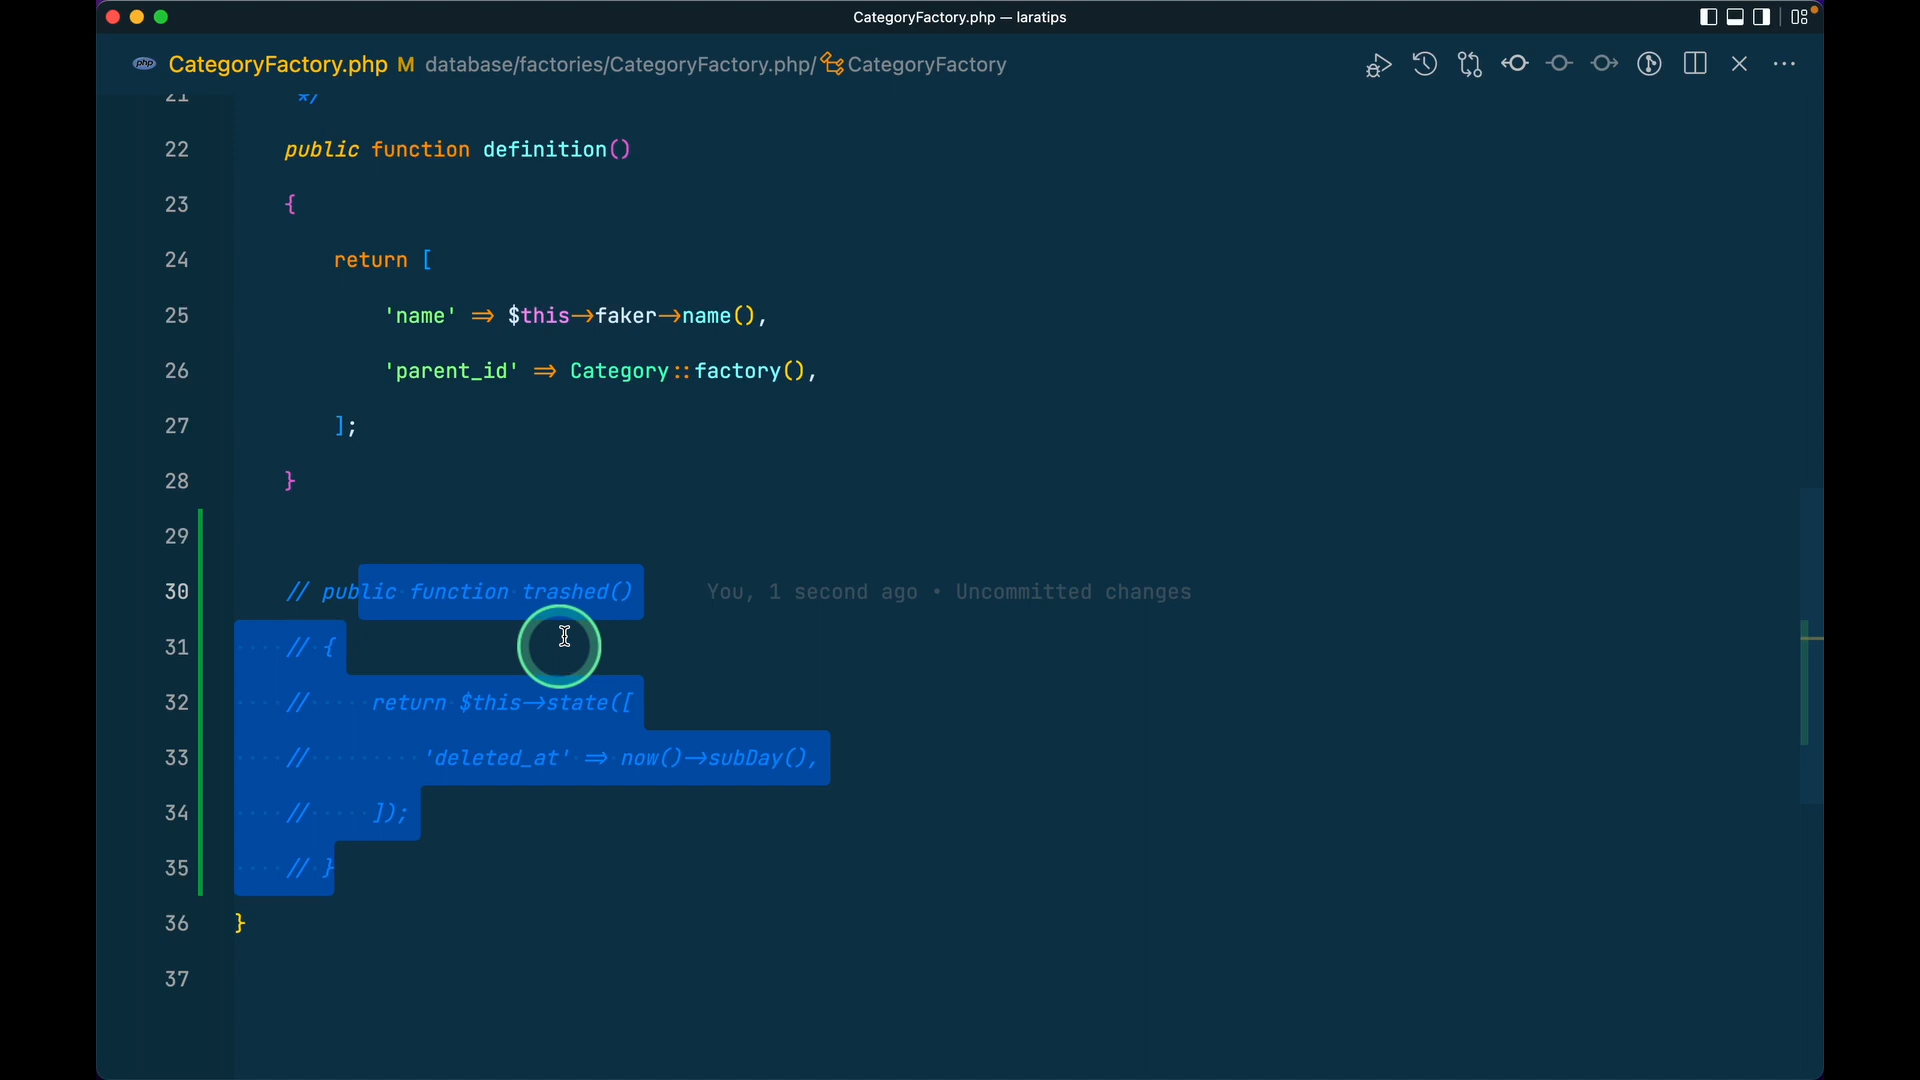 CategoryFactory.php — laratips
php CategoryFactory.php M database/factories/CategoryFactory.php/ CategoryFactory
21 */
22 public function definition()
23 {
24 return [
25 'name' => $this->faker->name(),
26 'parent_id' => Category::factory(),
27 ];
28 }
29
30 // public function trashed() You, 1 second ago • Uncommitted changes
31 // {
32 // return $this->state([
33 // 'deleted_at' => now()->subDay(),
34 // ]);
35 // }
36 }
37